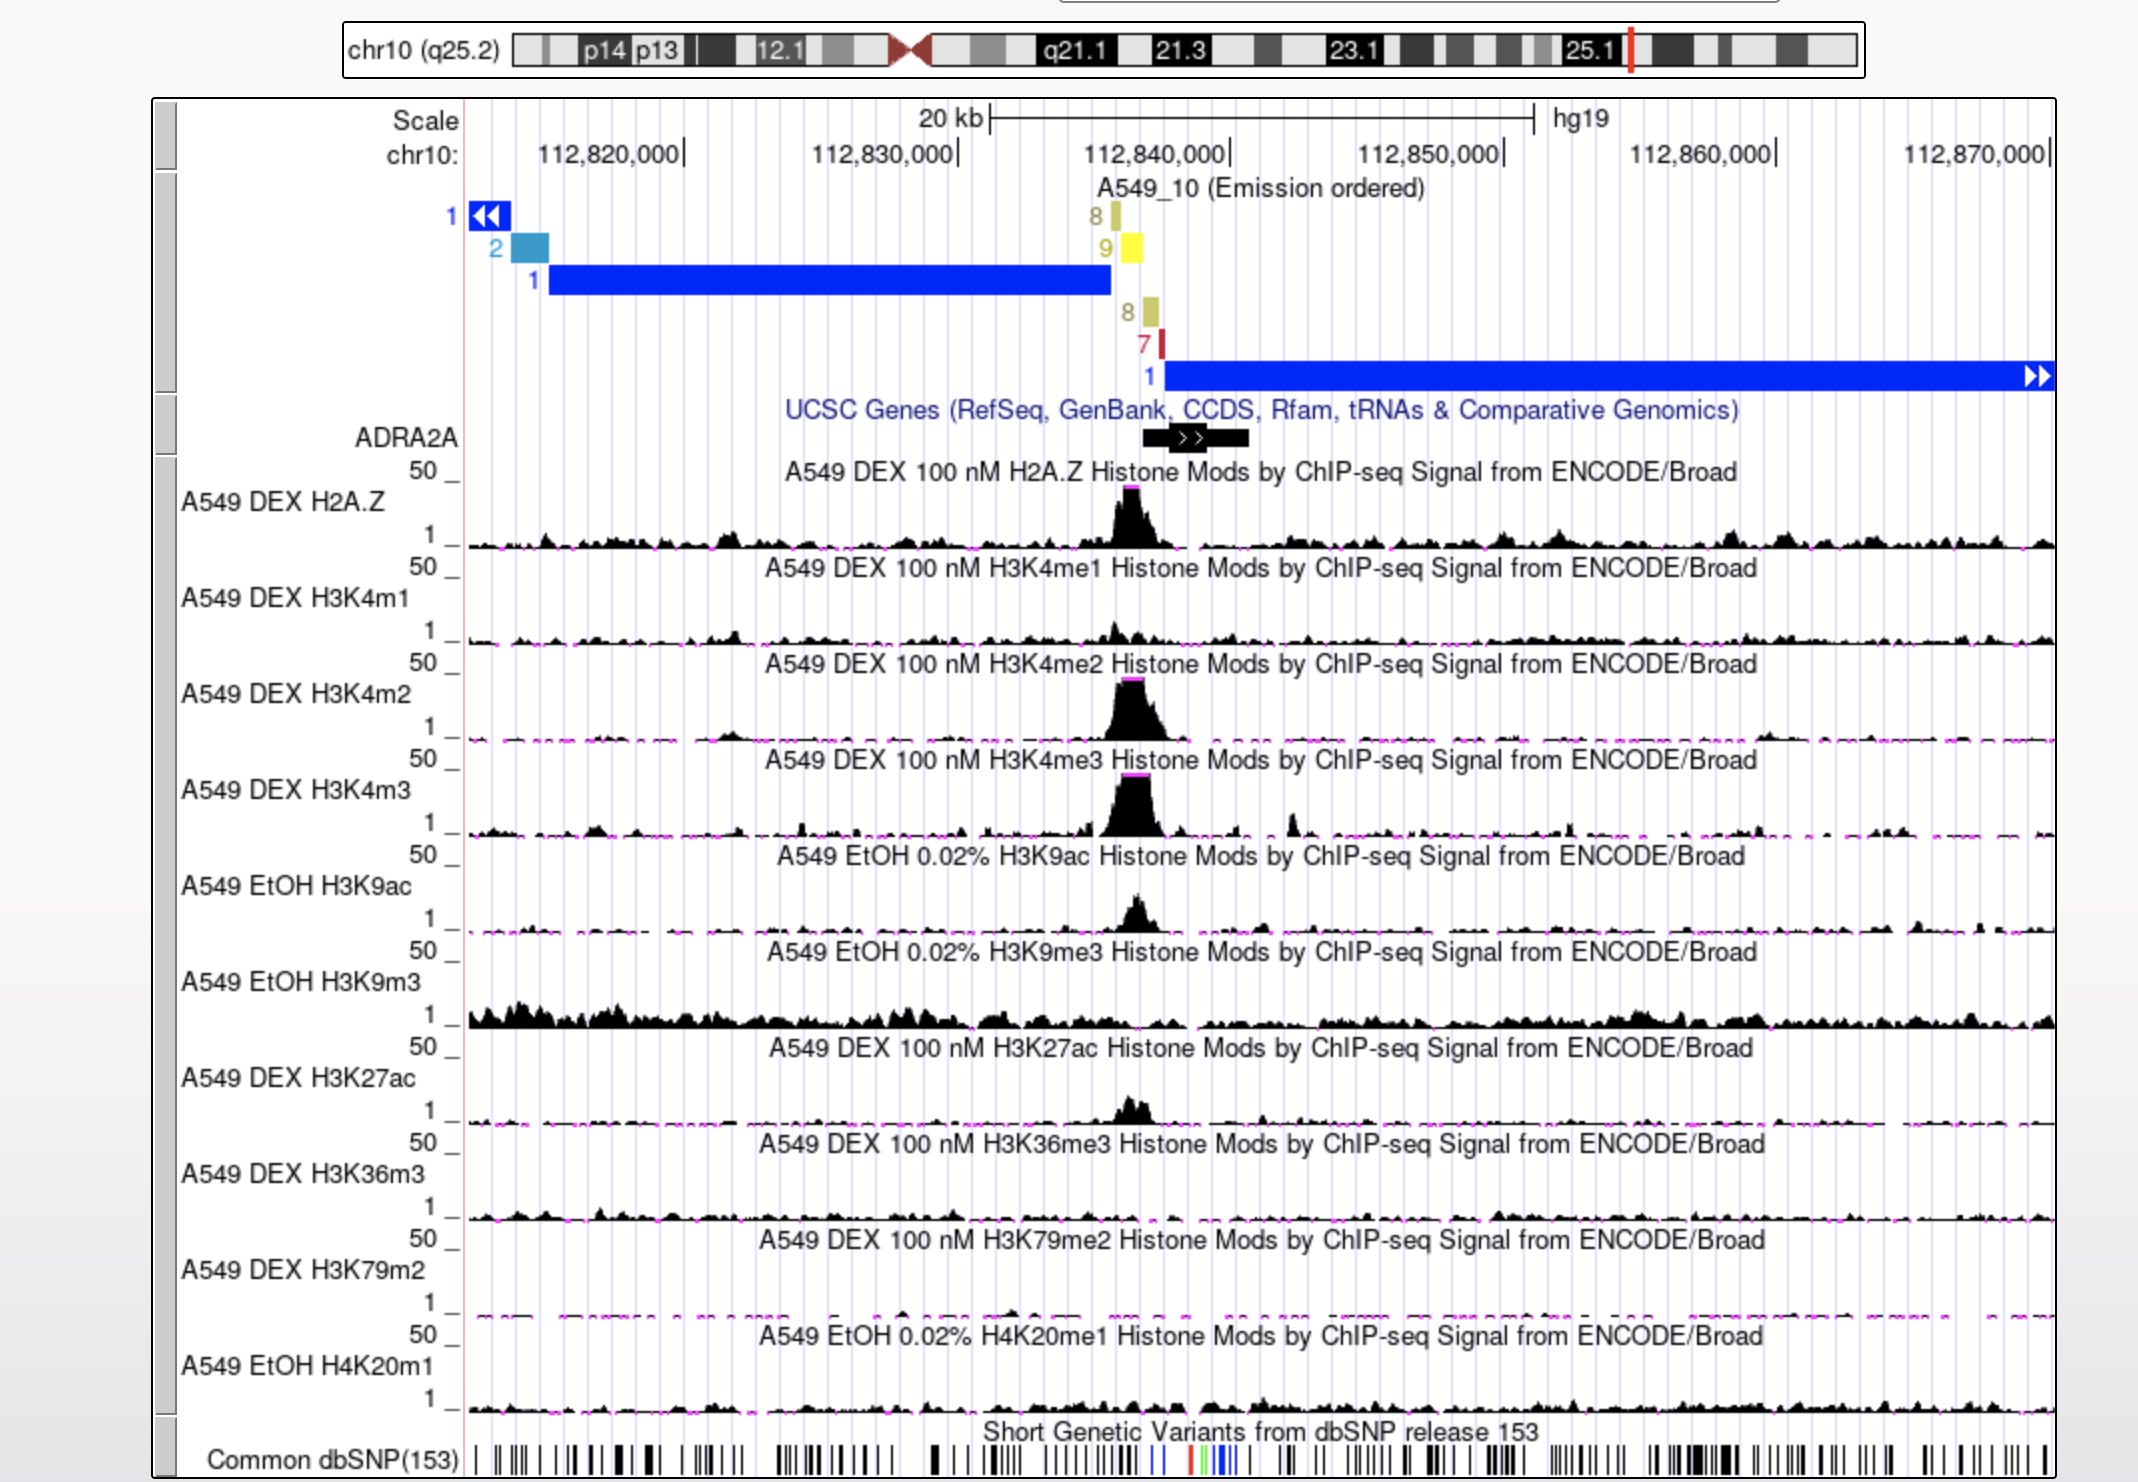 chr10 (q25.2) p14 p13 12.1 q21.1 21.3 23.1 25.1
Scale 20 kb hg19
chr10: 112,820,000 112,830,000 112,840,000 112,850,000 112,860,000 112,870,000
A549_10 (Emission ordered)
1 8
2 9
1
8
7
1
UCSC Genes (RefSeq, GenBank, CCDS, Rfam, tRNAs & Comparative Genomics)
ADRA2A
50 _ A549 DEX 100 nM H2A.Z Histone Mods by ChIP-seq Signal from ENCODE/Broad
A549 DEX H2A.Z
1 _
50 _ A549 DEX 100 nM H3K4me1 Histone Mods by ChIP-seq Signal from ENCODE/Broad
A549 DEX H3K4m1
1 _
50 _ A549 DEX 100 nM H3K4me2 Histone Mods by ChIP-seq Signal from ENCODE/Broad
A549 DEX H3K4m2
1 _
50 _ A549 DEX 100 nM H3K4me3 Histone Mods by ChIP-seq Signal from ENCODE/Broad
A549 DEX H3K4m3
1 _
50 _ A549 EtOH 0.02% H3K9ac Histone Mods by ChIP-seq Signal from ENCODE/Broad
A549 EtOH H3K9ac
1 _
50 _ A549 EtOH 0.02% H3K9me3 Histone Mods by ChIP-seq Signal from ENCODE/Broad
A549 EtOH H3K9m3
1 _
50 _ A549 DEX 100 nM H3K27ac Histone Mods by ChIP-seq Signal from ENCODE/Broad
A549 DEX H3K27ac
1 _
50 _ A549 DEX 100 nM H3K36me3 Histone Mods by ChIP-seq Signal from ENCODE/Broad
A549 DEX H3K36m3
1 _
50 _ A549 DEX 100 nM H3K79me2 Histone Mods by ChIP-seq Signal from ENCODE/Broad
A549 DEX H3K79m2
1 _
50 _ A549 EtOH 0.02% H4K20me1 Histone Mods by ChIP-seq Signal from ENCODE/Broad
A549 EtOH H4K20m1
1 _
Short Genetic Variants from dbSNP release 153
Common dbSNP(153)